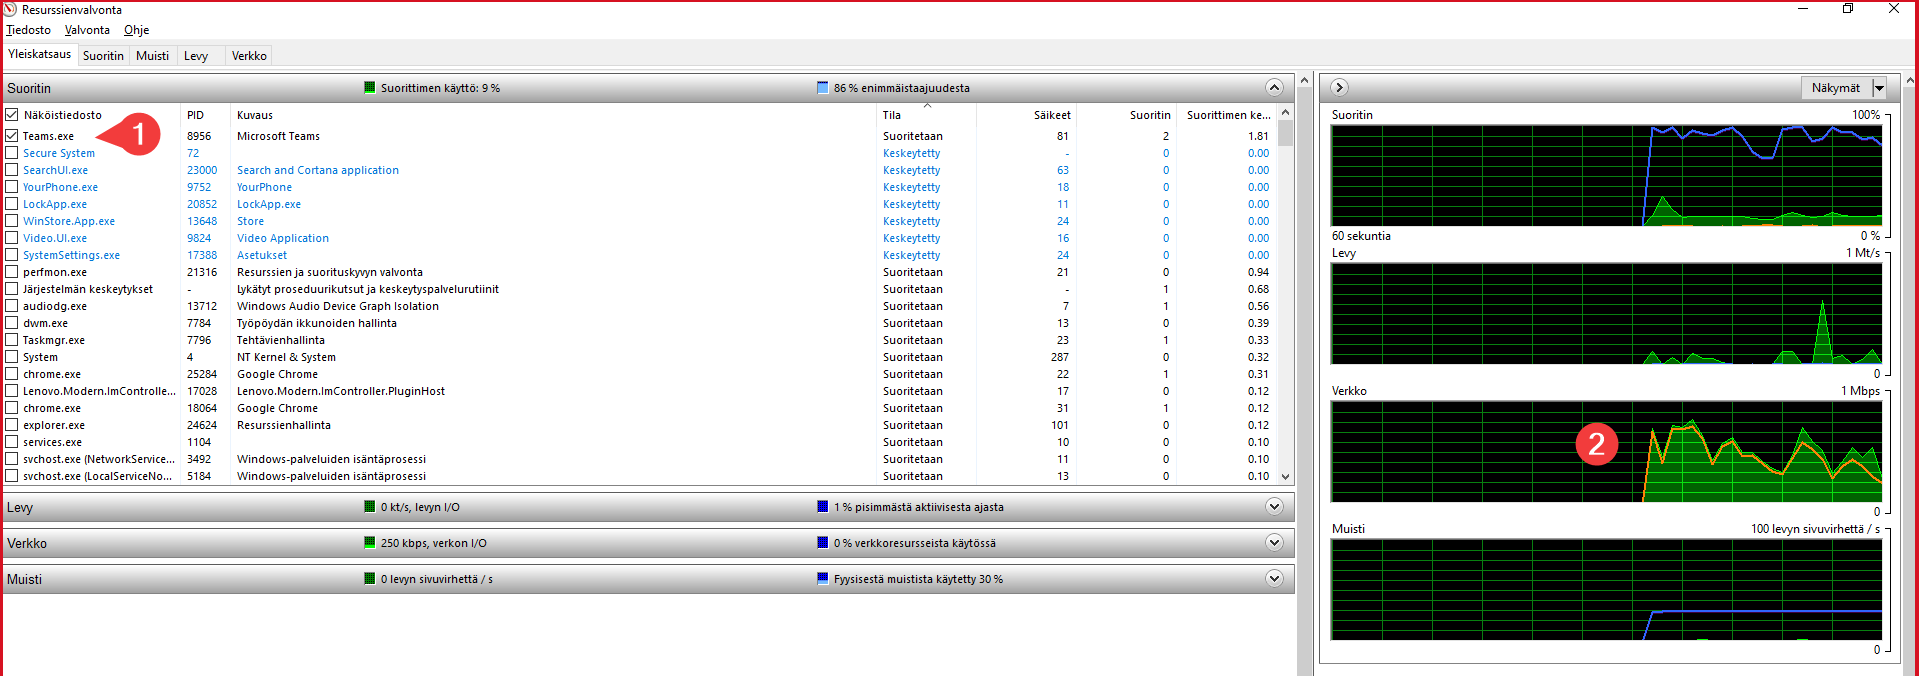 Resurssienvalvonta
Tiedosto Valvonta Ohje
Yleiskatsaus Suoritin Muisti Levy Verkko
Suoritin Suorittimen käyttö: 9 % 86 % enimmäistaajuudesta
Näköistiedosto PID Kuvaus Tila Säikeet Suoritin Suorittimen ke...
Teams.exe 8956 Microsoft Teams Suoritetaan 81 2 1.81
1
Secure System 72 Keskeytetty - 0 0.00
SearchUI.exe 23000 Search and Cortana application Keskeytetty 63 0 0.00
YourPhone.exe 9752 YourPhone Keskeytetty 18 0 0.00
LockApp.exe 20852 LockApp.exe Keskeytetty 11 0 0.00
WinStore.App.exe 13648 Store Keskeytetty 24 0 0.00
Video.UI.exe 9824 Video Application Keskeytetty 16 0 0.00
SystemSettings.exe 17388 Asetukset Keskeytetty 24 0 0.00
perfmon.exe 21316 Resurssien ja suorituskyvyn valvonta Suoritetaan 21 0 0.94
Järjestelmän keskeytykset - Lykätyt proseduurikutsut ja keskeytyspalvelurutiinit Suoritetaan - 1 0.68
audiodg.exe 13712 Windows Audio Device Graph Isolation Suoritetaan 7 1 0.56
dwm.exe 7784 Työpöydän ikkunoiden hallinta Suoritetaan 13 0 0.39
Taskmgr.exe 7796 Tehtävienhallinta Suoritetaan 23 1 0.33
System 4 NT Kernel & System Suoritetaan 287 0 0.32
chrome.exe 25284 Google Chrome Suoritetaan 22 1 0.31
Lenovo.Modern.ImControlle... 17028 Lenovo.Modern.ImController.PluginHost Suoritetaan 17 0 0.12
chrome.exe 18064 Google Chrome Suoritetaan 31 1 0.12
explorer.exe 24624 Resurssienhallinta Suoritetaan 101 0 0.12
services.exe 1104 Suoritetaan 10 0 0.10
svchost.exe (NetworkService... 3492 Windows-palveluiden isäntäprosessi Suoritetaan 11 0 0.10
svchost.exe (LocalServiceNo... 5184 Windows-palveluiden isäntäprosessi Suoritetaan 13 0 0.10
Levy 0 kt/s, levyn I/O 1 % pisimmästä aktiivisesta ajasta
Verkko 250 kbps, verkon I/O 0 % verkkoresursseista käytössä
Muisti 0 levyn sivuvirhettä / s Fyysisestä muistista käytetty 30 %
Näkymät
Suoritin 100%
60 sekuntia 0 %
Levy 1 Mt/s
0
Verkko 1 Mbps
2
0
Muisti 100 levyn sivuvirhettä / s
0